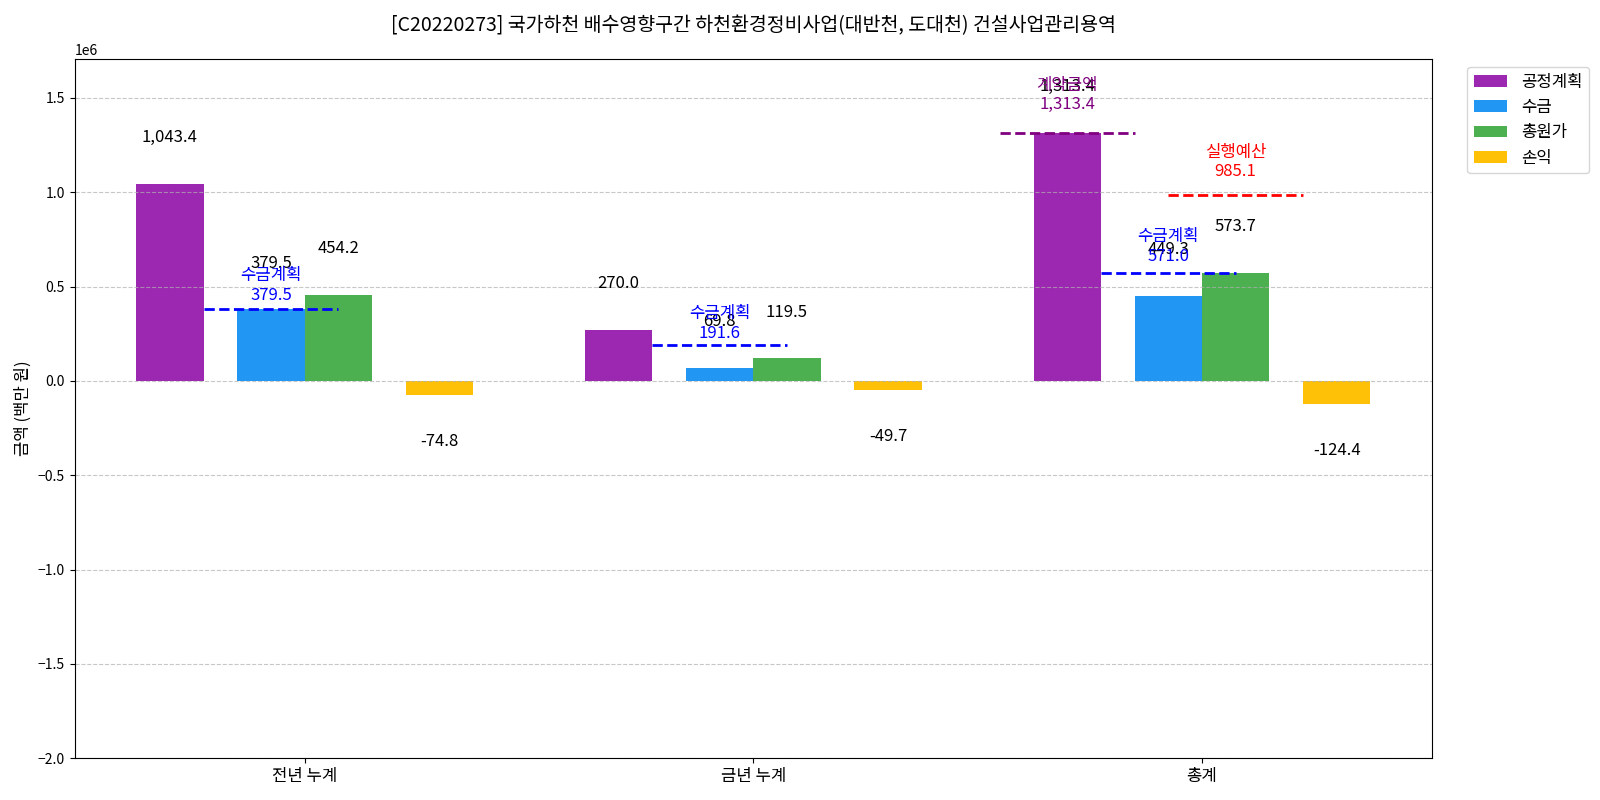 [C20220273] 국가하천 배수영향구간 하천환경정비사업(대반천, 도대천) 건설사업관리용역
1e6
공정계획
수금
총원가
손익
금액 (백만 원)
1.5
1.0
0.5
0.0
−0.5
−1.0
−1.5
−2.0
1,043.4
379.5
수금계획
379.5
454.2
-74.8
270.0
수금계획
69.8
191.6
119.5
-49.7
계약금액
1,313.4
1,313.4
실행예산
985.1
수금계획
449.3
571.0
573.7
-124.4
전년 누계
금년 누계
총계